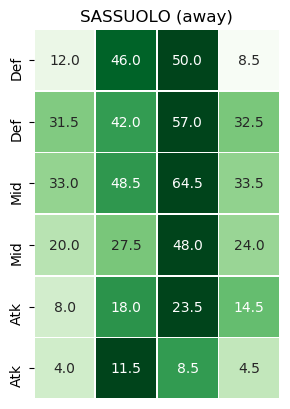 SASSUOLO (away)
Def 12.0 46.0 50.0 8.5
Def 31.5 42.0 57.0 32.5
Mid 33.0 48.5 64.5 33.5
Mid 20.0 27.5 48.0 24.0
Atk 8.0 18.0 23.5 14.5
Atk 4.0 11.5 8.5 4.5